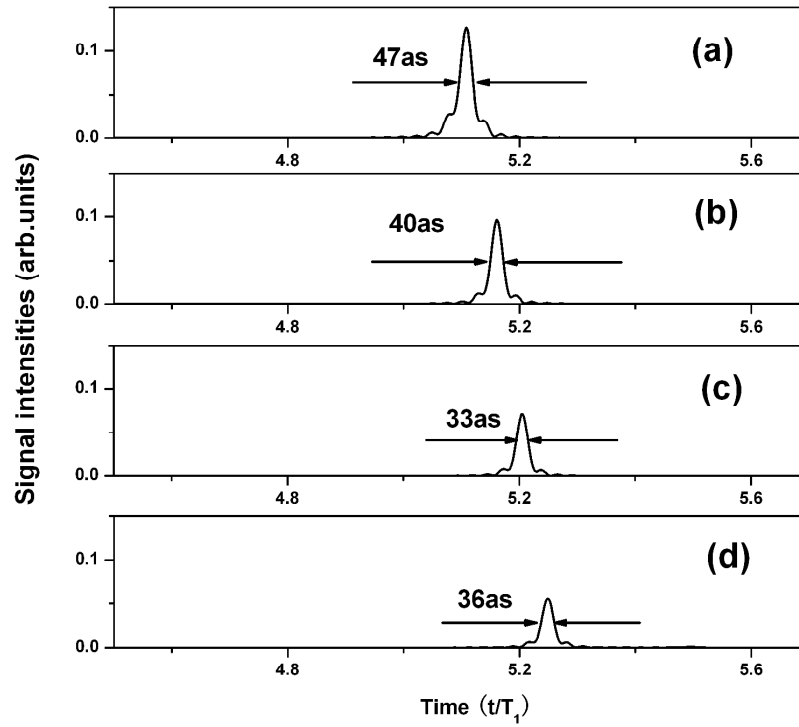 Signal intensities (arb.units)
(a)
47as
0.1
0.0
4.8 5.2 5.6
(b)
40as
0.1
0.0
4.8 5.2 5.6
(c)
33as
0.1
0.0
4.8 5.2 5.6
(d)
36as
0.1
0.0
4.8 5.2 5.6
Time (t/T₁)